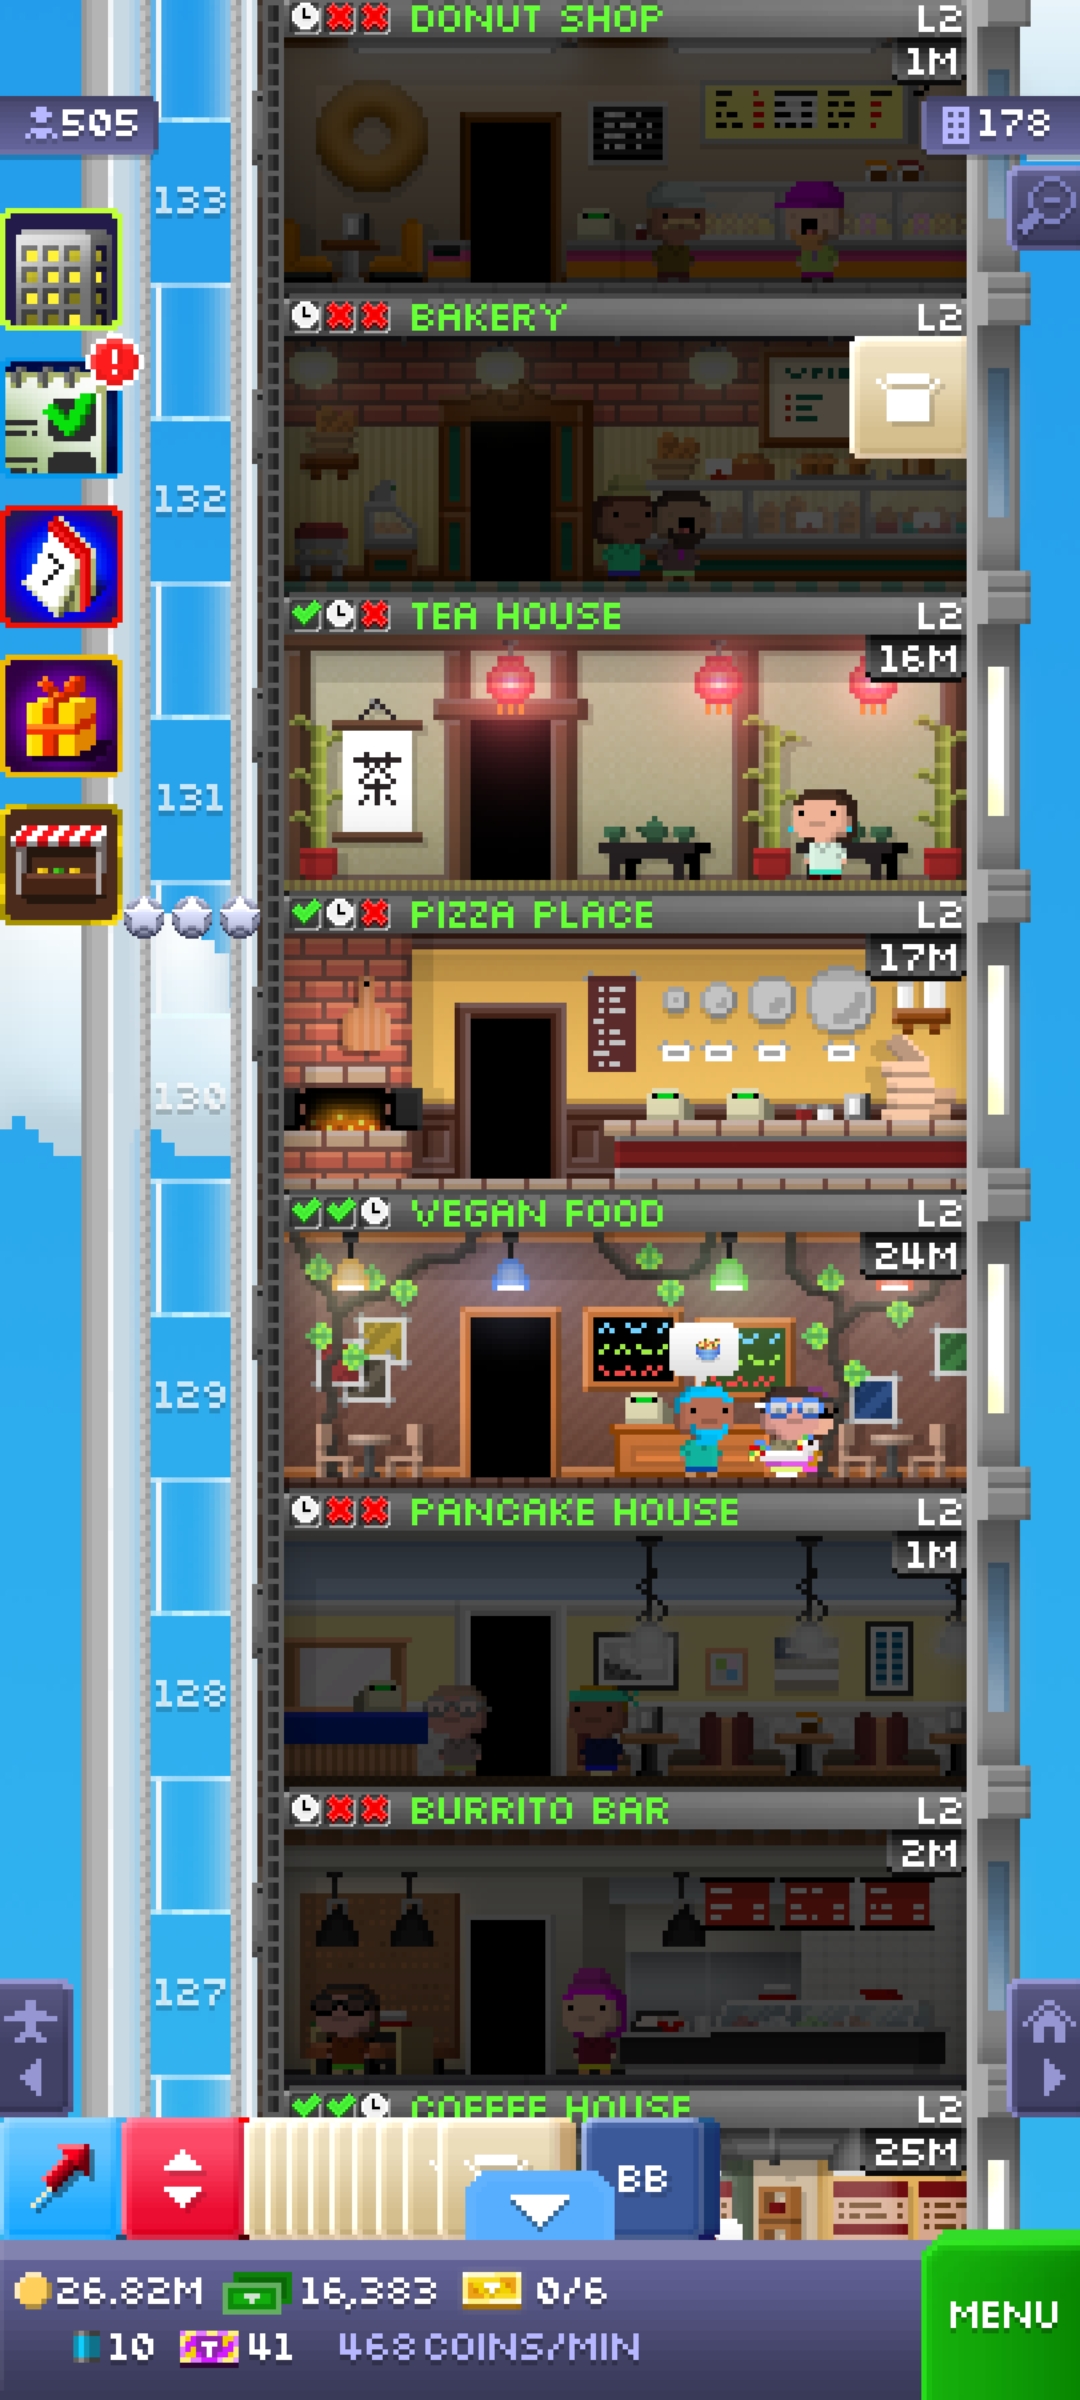 DONUT SHOP L2
1M
505
178
133
BAKERY L2
132
TEA HOUSE L2
16M
茶
131
PIZZA PLACE L2
17M
130
VEGAN FOOD L2
24M
129
PANCAKE HOUSE L2
1M
128
BURRITO BAR L2
2M
127
COFFEE HOUSE L2
25M
BB
26.82M 16,383 0/6
10 41 468 COINS/MIN
MENU